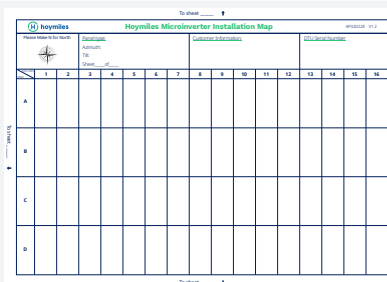 To sheet _____
hoymiles
Hoymiles Microinverter Installation Map
Please Make N for North
Panel type:
Azimuth:
Tilt:
Sheet____of____
Customer Information:
DTU Serial Number:
1 2 3 4 5 6 7 8 9 10 11 12 13 14 15 16
A
B
C
D
To sheet _____
To sheet